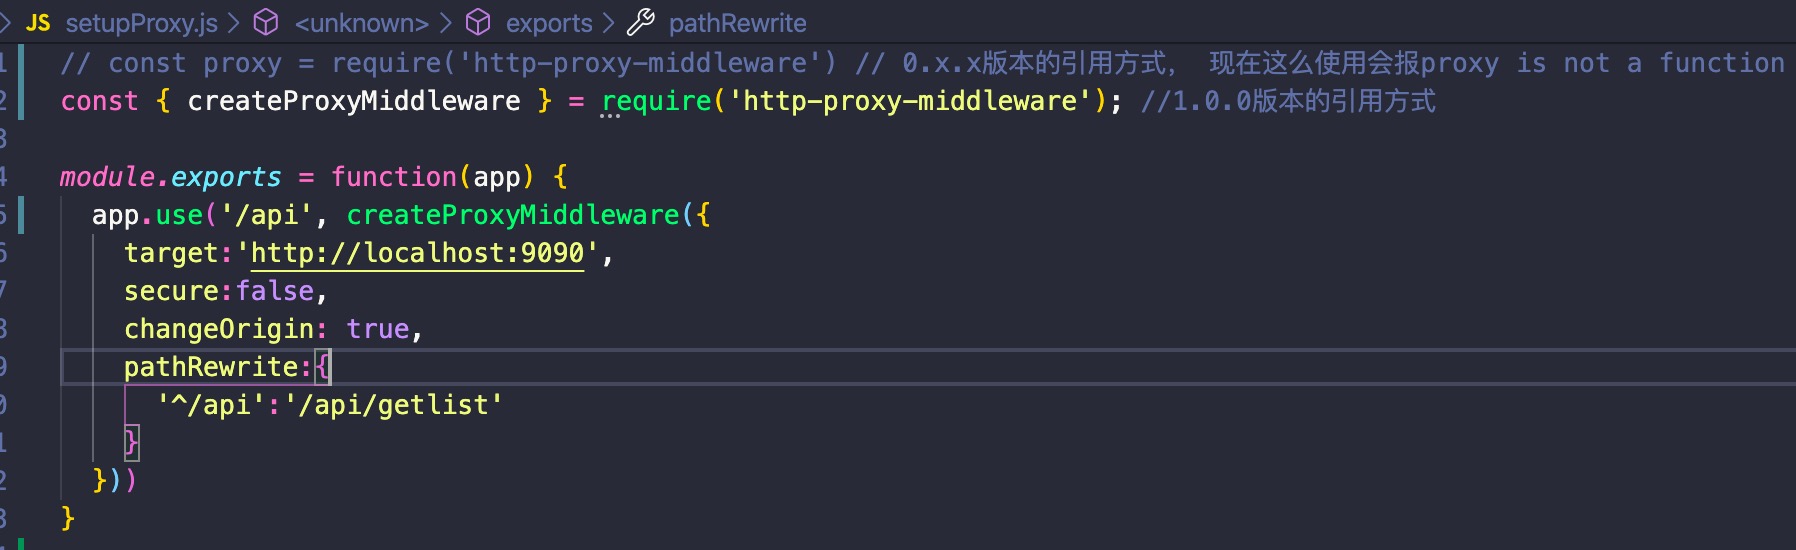 JS setupProxy.js > <unknown> > exports > pathRewrite
1 // const proxy = require('http-proxy-middleware') // 0.x.x版本的引用方式， 现在这么使用会报proxy is not a function
2 const { createProxyMiddleware } = require('http-proxy-middleware'); //1.0.0版本的引用方式
3
4 module.exports = function(app) {
5 app.use('/api', createProxyMiddleware({
6 target:'http://localhost:9090',
7 secure:false,
8 changeOrigin: true,
9 pathRewrite:{
0 '^/api':'/api/getlist'
1 }
2 }))
3 }